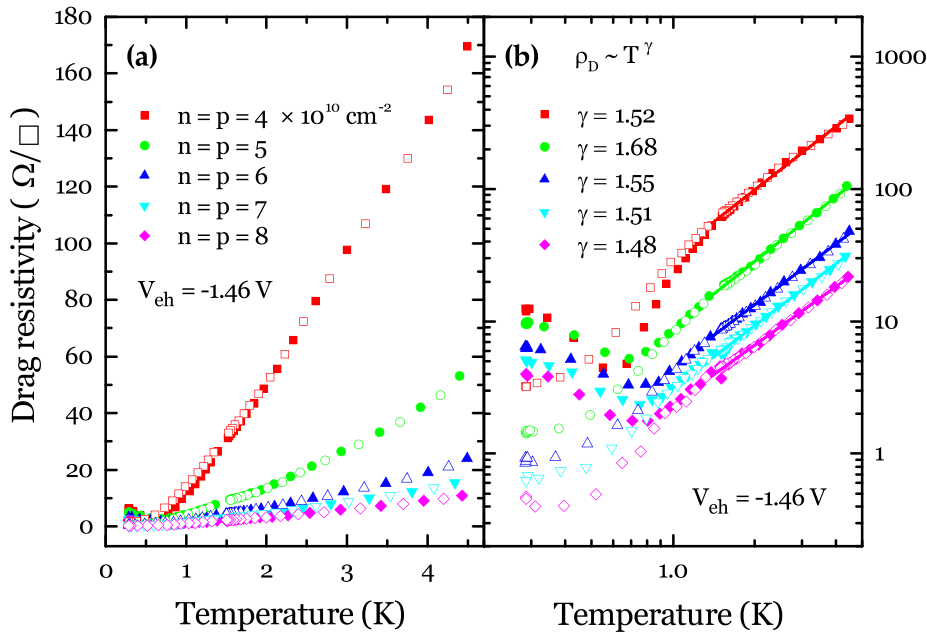 (a)
n = p = 4 × 10¹⁰ cm⁻²
n = p = 5
n = p = 6
n = p = 7
n = p = 8
V_eh = -1.46 V
180
160
140
120
100
80
60
40
20
0
0 1 2 3 4
Temperature (K)
Drag resistivity ( Ω/□)
(b)
ρ_D ~ T^γ
γ = 1.52
γ = 1.68
γ = 1.55
γ = 1.51
γ = 1.48
V_eh = -1.46 V
1000
100
10
1
1.0
Temperature (K)